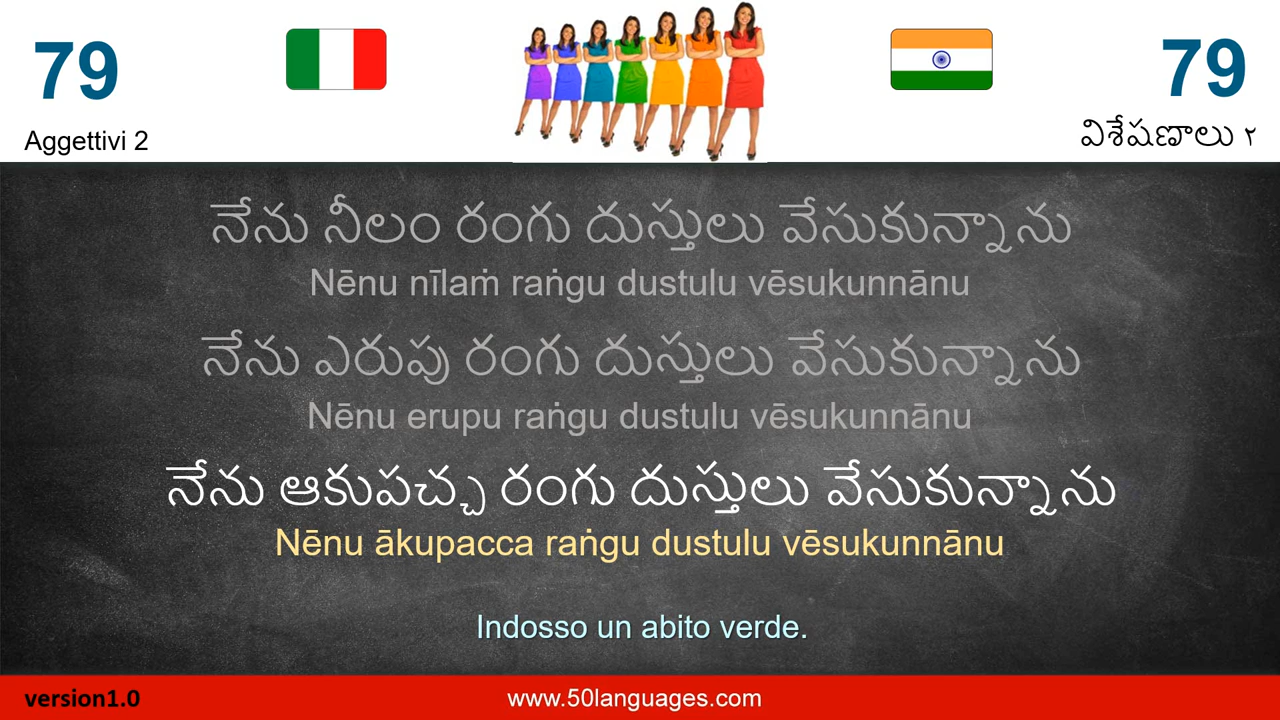 79
79
Aggettivi 2
విశేషణాలు ౨
నేను నీలం రంగు దుస్తులు వేసుకున్నాను
Nēnu nīlaṁ raṅgu dustulu vēsukunnānu
నేను ఎరుపు రంగు దుస్తులు వేసుకున్నాను
Nēnu erupu raṅgu dustulu vēsukunnānu
నేను ఆకుపచ్చ రంగు దుస్తులు వేసుకున్నాను
Nēnu ākupacca raṅgu dustulu vēsukunnānu
Indosso un abito verde.
version1.0
www.50languages.com